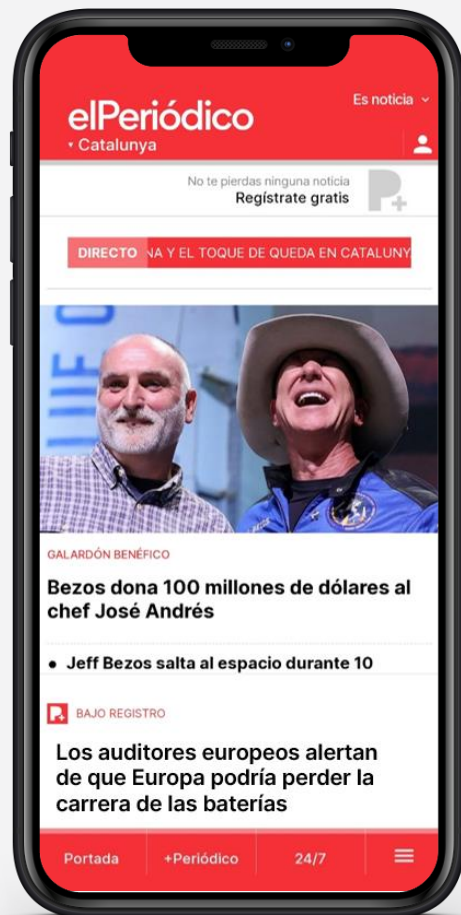 elPeriódico
Catalunya
Es noticia
No te pierdas ninguna noticia
Regístrate gratis
DIRECTO NA Y EL TOQUE DE QUEDA EN CATALUNY
GALARDÓN BENÉFICO
Bezos dona 100 millones de dólares al
chef José Andrés
• Jeff Bezos salta al espacio durante 10
P+ BAJO REGISTRO
Los auditores europeos alertan
de que Europa podría perder la
carrera de las baterías
Portada +Periódico 24/7